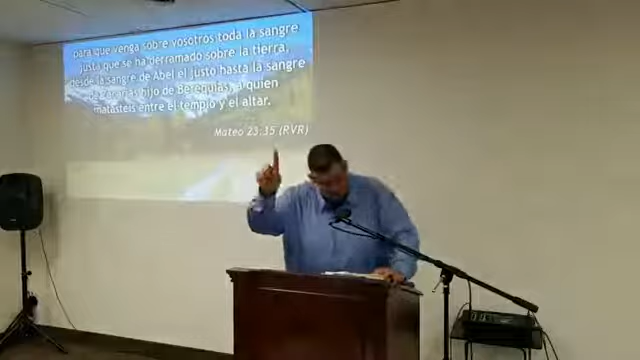 para que venga sobre vosotros toda la sangre
justa que se ha derramado sobre la tierra,
desde la sangre de Abel el justo hasta la sangre
de Zacarías hijo de Berequías, a quien
matasteis entre el templo y el altar.
Mateo 23:35 (RVR)